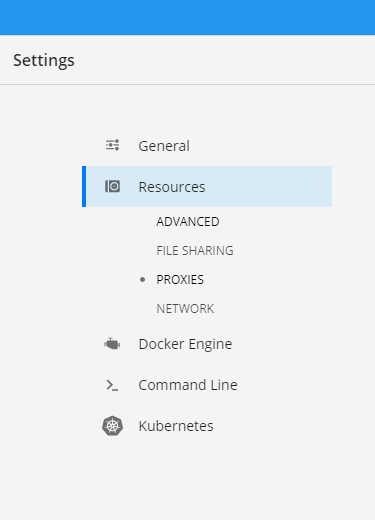 Settings
General
Resources
ADVANCED
FILE SHARING
PROXIES
NETWORK
Docker Engine
Command Line
Kubernetes